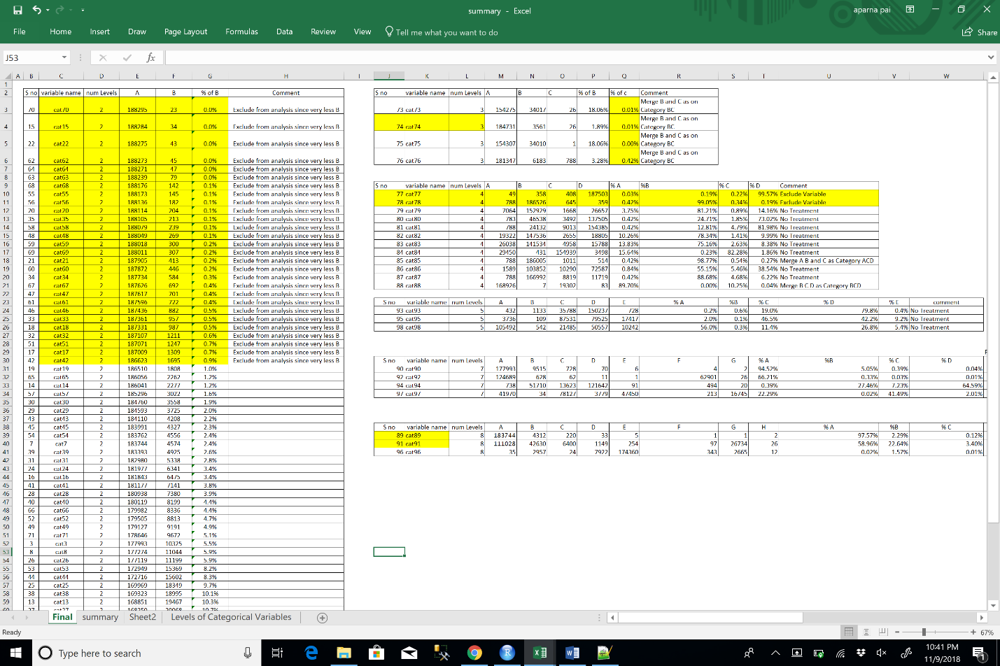 summary - Excel
aparna pai
File Home Insert Draw Page Layout Formulas Data Review View Tell me what you want to do
Share
J53
fx
A B C D E F G H I J K L M N O P Q R S T U V W
S no variable name num Levels A B % of B Comment
70 cat70 2 188295 23 0.0% Exclude from analysis since very less B
15 cat15 2 188284 34 0.0% Exclude from analysis since very less B
22 cat22 2 188275 43 0.0% Exclude from analysis since very less B
62 cat62 2 188273 45 0.0% Exclude from analysis since very less B
64 cat64 2 188271 47 0.0% Exclude from analysis since very less B
63 cat63 2 188239 79 0.0% Exclude from analysis since very less B
68 cat68 2 188176 142 0.1% Exclude from analysis since very less B
55 cat55 2 188173 145 0.1% Exclude from analysis since very less B
56 cat56 2 188136 182 0.1% Exclude from analysis since very less B
20 cat20 2 188114 204 0.1% Exclude from analysis since very less B
35 cat35 2 188105 213 0.1% Exclude from analysis since very less B
58 cat58 2 188079 239 0.1% Exclude from analysis since very less B
48 cat48 2 188049 269 0.1% Exclude from analysis since very less B
59 cat59 2 188018 300 0.2% Exclude from analysis since very less B
69 cat69 2 188011 307 0.2% Exclude from analysis since very less B
21 cat21 2 187905 413 0.2% Exclude from analysis since very less B
60 cat60 2 187872 446 0.2% Exclude from analysis since very less B
34 cat34 2 187734 584 0.3% Exclude from analysis since very less B
67 cat67 2 187626 692 0.4% Exclude from analysis since very less B
47 cat47 2 187617 701 0.4% Exclude from analysis since very less B
61 cat61 2 187596 722 0.4% Exclude from analysis since very less B
46 cat46 2 187436 882 0.5% Exclude from analysis since very less B
33 cat33 2 187361 957 0.5% Exclude from analysis since very less B
18 cat18 2 187331 987 0.5% Exclude from analysis since very less B
32 cat32 2 187107 1211 0.6% Exclude from analysis since very less B
51 cat51 2 187071 1247 0.7% Exclude from analysis since very less B
17 cat17 2 187009 1309 0.7% Exclude from analysis since very less B
42 cat42 2 186623 1695 0.9% Exclude from analysis since very less B
19 cat19 2 186510 1808 1.0%
65 cat65 2 186056 2262 1.2%
14 cat14 2 186041 2277 1.2%
57 cat57 2 185296 3022 1.6%
30 cat30 2 184760 3558 1.9%
29 cat29 2 184593 3725 2.0%
43 cat43 2 184110 4208 2.2%
45 cat45 2 183991 4327 2.3%
54 cat54 2 183762 4556 2.4%
7 cat7 2 183744 4574 2.4%
39 cat39 2 183393 4925 2.6%
31 cat31 2 182980 5338 2.8%
24 cat24 2 181977 6341 3.4%
16 cat16 2 181843 6475 3.4%
41 cat41 2 181177 7141 3.8%
28 cat28 2 180938 7380 3.9%
40 cat40 2 180119 8199 4.4%
66 cat66 2 179982 8336 4.4%
52 cat52 2 179505 8813 4.7%
49 cat49 2 179127 9191 4.9%
71 cat71 2 178646 9672 5.1%
3 cat3 2 177993 10325 5.5%
8 cat8 2 177274 11044 5.9%
26 cat26 2 177119 11199 5.9%
53 cat53 2 172949 15369 8.2%
44 cat44 2 172716 15602 8.3%
25 cat25 2 169969 18349 9.7%
38 cat38 2 169323 18995 10.1%
13 cat13 2 168851 19467 10.3%
S no variable name num Levels A B C % of B % of c Comment
73 cat73 3 154275 34017 26 18.06% 0.01% Merge B and C as on Category BC
74 cat74 3 184731 3561 26 1.89% 0.01% Merge B and C as on Category BC
75 cat75 3 154307 34010 1 18.06% 0.00% Merge B and C as on Category BC
76 cat76 3 181347 6183 788 3.28% 0.42% Merge B and C as on Category BC
S no variable name num Levels A B C D % A %B % C % D Comment
77 cat77 4 49 358 408 187503 0.03% 0.19% 0.22% 99.57% Exclude Variable
78 cat78 4 788 186526 645 359 0.42% 99.05% 0.34% 0.19% Exclude Variable
79 cat79 4 7064 152929 1668 26657 3.75% 81.21% 0.89% 14.16% No Treatment
80 cat80 4 783 46538 3492 137505 0.42% 24.71% 1.85% 73.02% No Treatment
81 cat81 4 788 24132 9013 154385 0.42% 12.81% 4.79% 81.98% No Treatment
82 cat82 4 19322 147536 2655 18805 10.26% 78.34% 1.41% 9.99% No Treatment
83 cat83 4 26038 141534 4958 15788 13.83% 75.16% 2.63% 8.38% No Treatment
84 cat84 4 29450 431 154939 3498 15.64% 0.23% 82.28% 1.86% No Treatment
85 cat85 4 788 186005 1011 514 0.42% 98.77% 0.54% 0.27% Merge A B and C as Category ACD
86 cat86 4 1589 103852 10290 72587 0.84% 55.15% 5.46% 38.54% No Treatment
87 cat87 4 788 166992 8819 11719 0.42% 88.68% 4.68% 6.22% No Treatment
88 cat88 4 168926 7 19302 83 89.70% 0.00% 10.25% 0.04% Merge B C D as Category BCD
S no variable name num Levels A B C D E % A %B % C % D % E comment
93 cat93 5 432 1133 35788 150237 728 0.2% 0.6% 19.0% 79.8% 0.4% No Treatment
95 cat95 5 3736 109 87531 79525 17417 2.0% 0.1% 46.5% 42.2% 9.2% No Treatment
98 cat98 5 105492 542 21485 50557 10242 56.0% 0.3% 11.4% 26.8% 5.4% No Treatment
S no variable name num Levels A B C D E F G % A %B % C % D
90 cat90 7 177993 9515 728 70 6 4 2 94.52% 5.05% 0.39% 0.04%
92 cat92 7 124689 628 62 11 1 62901 26 66.21% 0.33% 0.03% 0.01%
94 cat94 7 738 51710 13623 121642 91 494 20 0.39% 27.46% 7.23% 64.59%
97 cat97 7 41970 34 78127 3779 47450 213 16745 22.29% 0.02% 41.49% 2.01%
S no variable name num Levels A B C D E F G H % A %B % C
89 cat89 8 183744 4312 220 33 5 1 1 2 97.57% 2.29% 0.12%
91 cat91 8 111028 42630 6400 1149 254 97 26734 26 58.96% 22.64% 3.40%
96 cat96 8 35 2957 24 7922 174360 343 2665 12 0.02% 1.57% 0.01%
Final summary Sheet2 Levels of Categorical Variables
Ready
67%
Type here to search
10:41 PM
11/9/2018